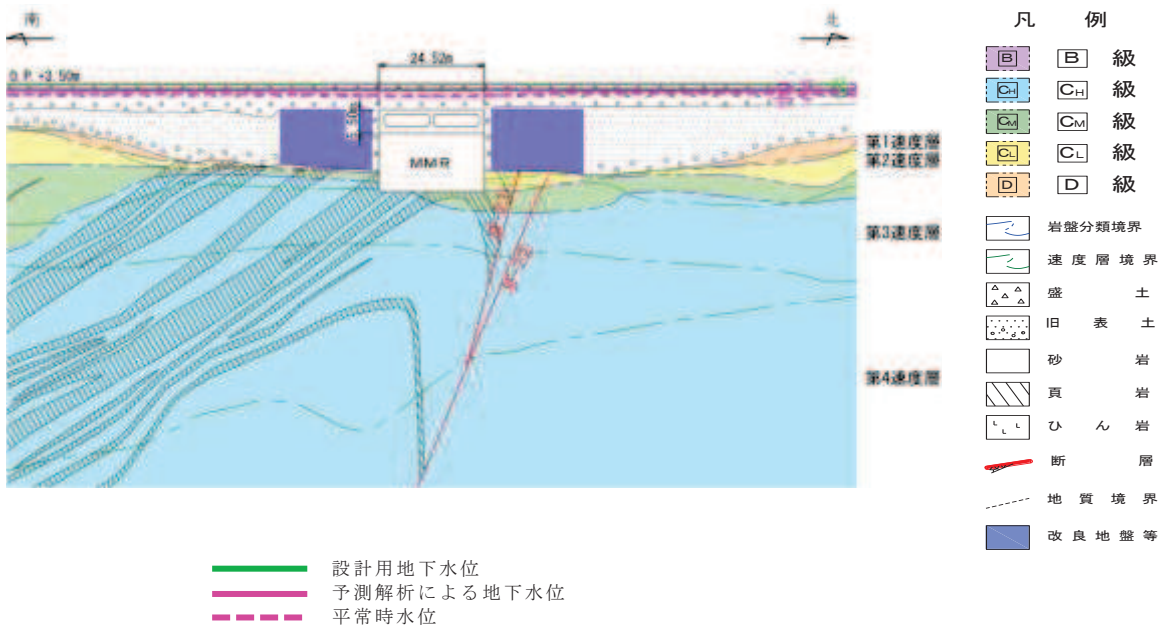 南
北
24.52m
O.P.+3.50m
MMR
第1速度層
第2速度層
第3速度層
第4速度層
凡 例
B B 級
CH CH 級
CM CM 級
CL CL 級
D D 級
岩盤分類境界
速度層境界
盛土
旧表土
砂岩
頁岩
ひん岩
断層
地質境界
改良地盤等
設計用地下水位
予測解析による地下水位
平常時水位